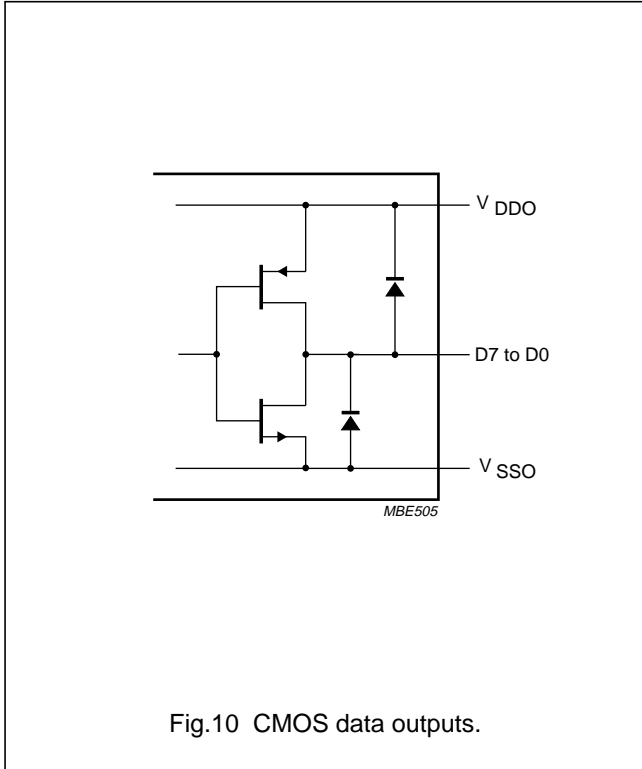 V DDO
D7 to D0
V SSO
MBE505
Fig.10 CMOS data outputs.